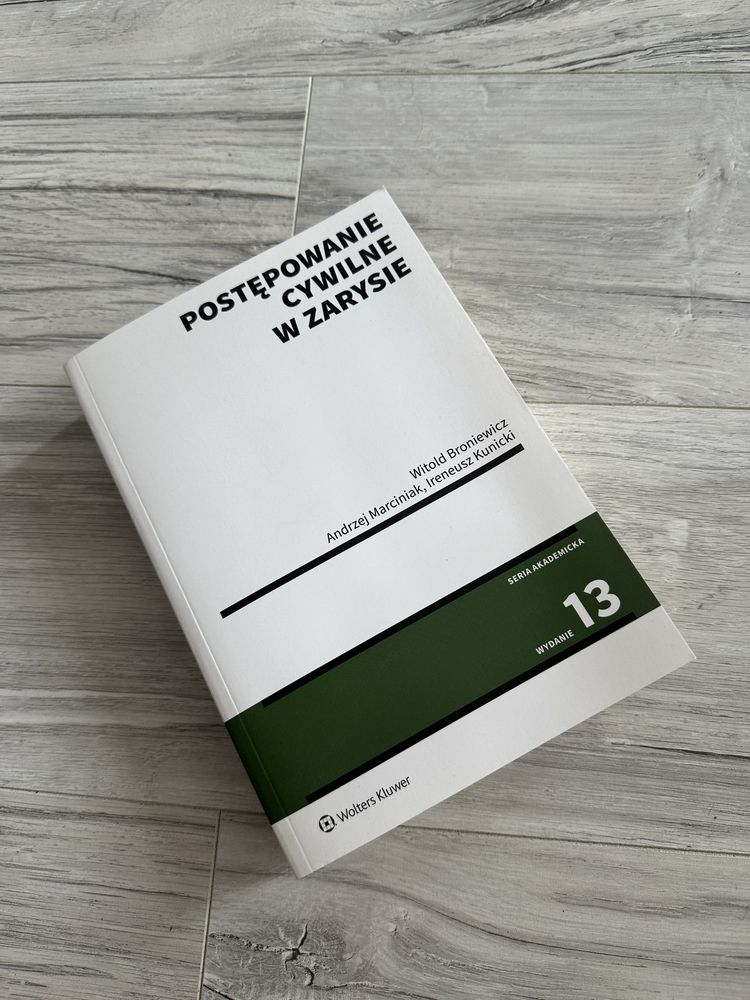 POSTĘPOWANIE
CYWILNE
W ZARYSIE
Witold Broniewicz
Andrzej Marciniak, Ireneusz Kunicki
SERIA AKADEMICKA
WYDANIE 13
Wolters Kluwer